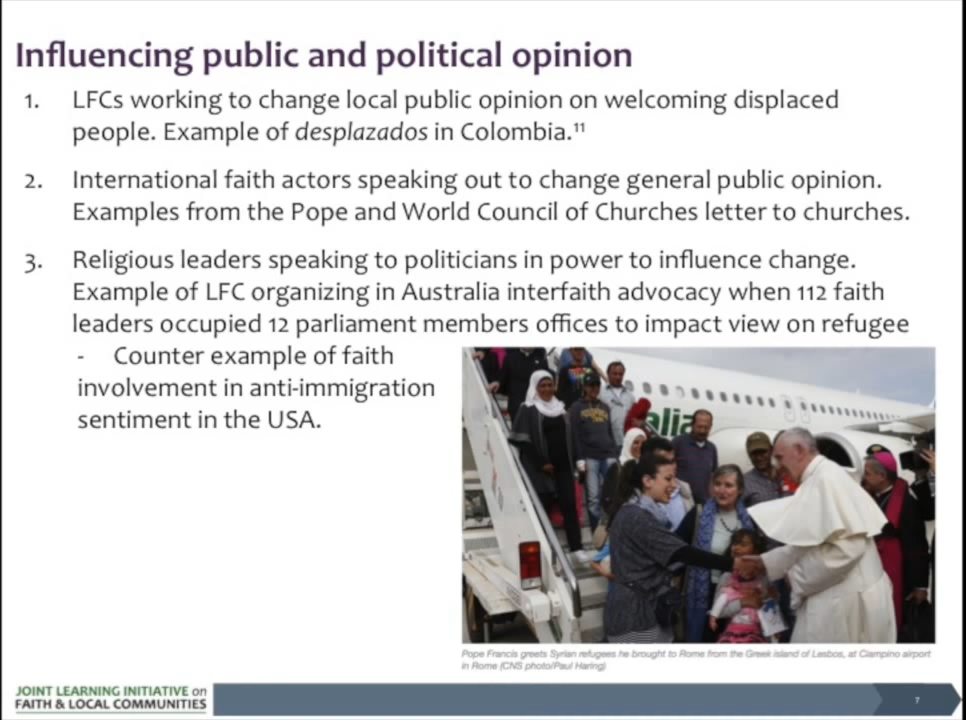 Influencing public and political opinion
1. LFCs working to change local public opinion on welcoming displaced
people. Example of desplazados in Colombia.¹¹
2. International faith actors speaking out to change general public opinion.
Examples from the Pope and World Council of Churches letter to churches.
3. Religious leaders speaking to politicians in power to influence change.
Example of LFC organizing in Australia interfaith advocacy when 112 faith
leaders occupied 12 parliament members offices to impact view on refugee
- Counter example of faith
involvement in anti-immigration
sentiment in the USA.
alia
Pope Francis greets Syrian refugees he brought to Rome from the Greek island of Lesbos, at Ciampino airport
in Rome (CNS photo/Paul Haring)
JOINT LEARNING INITIATIVE on
FAITH & LOCAL COMMUNITIES
7